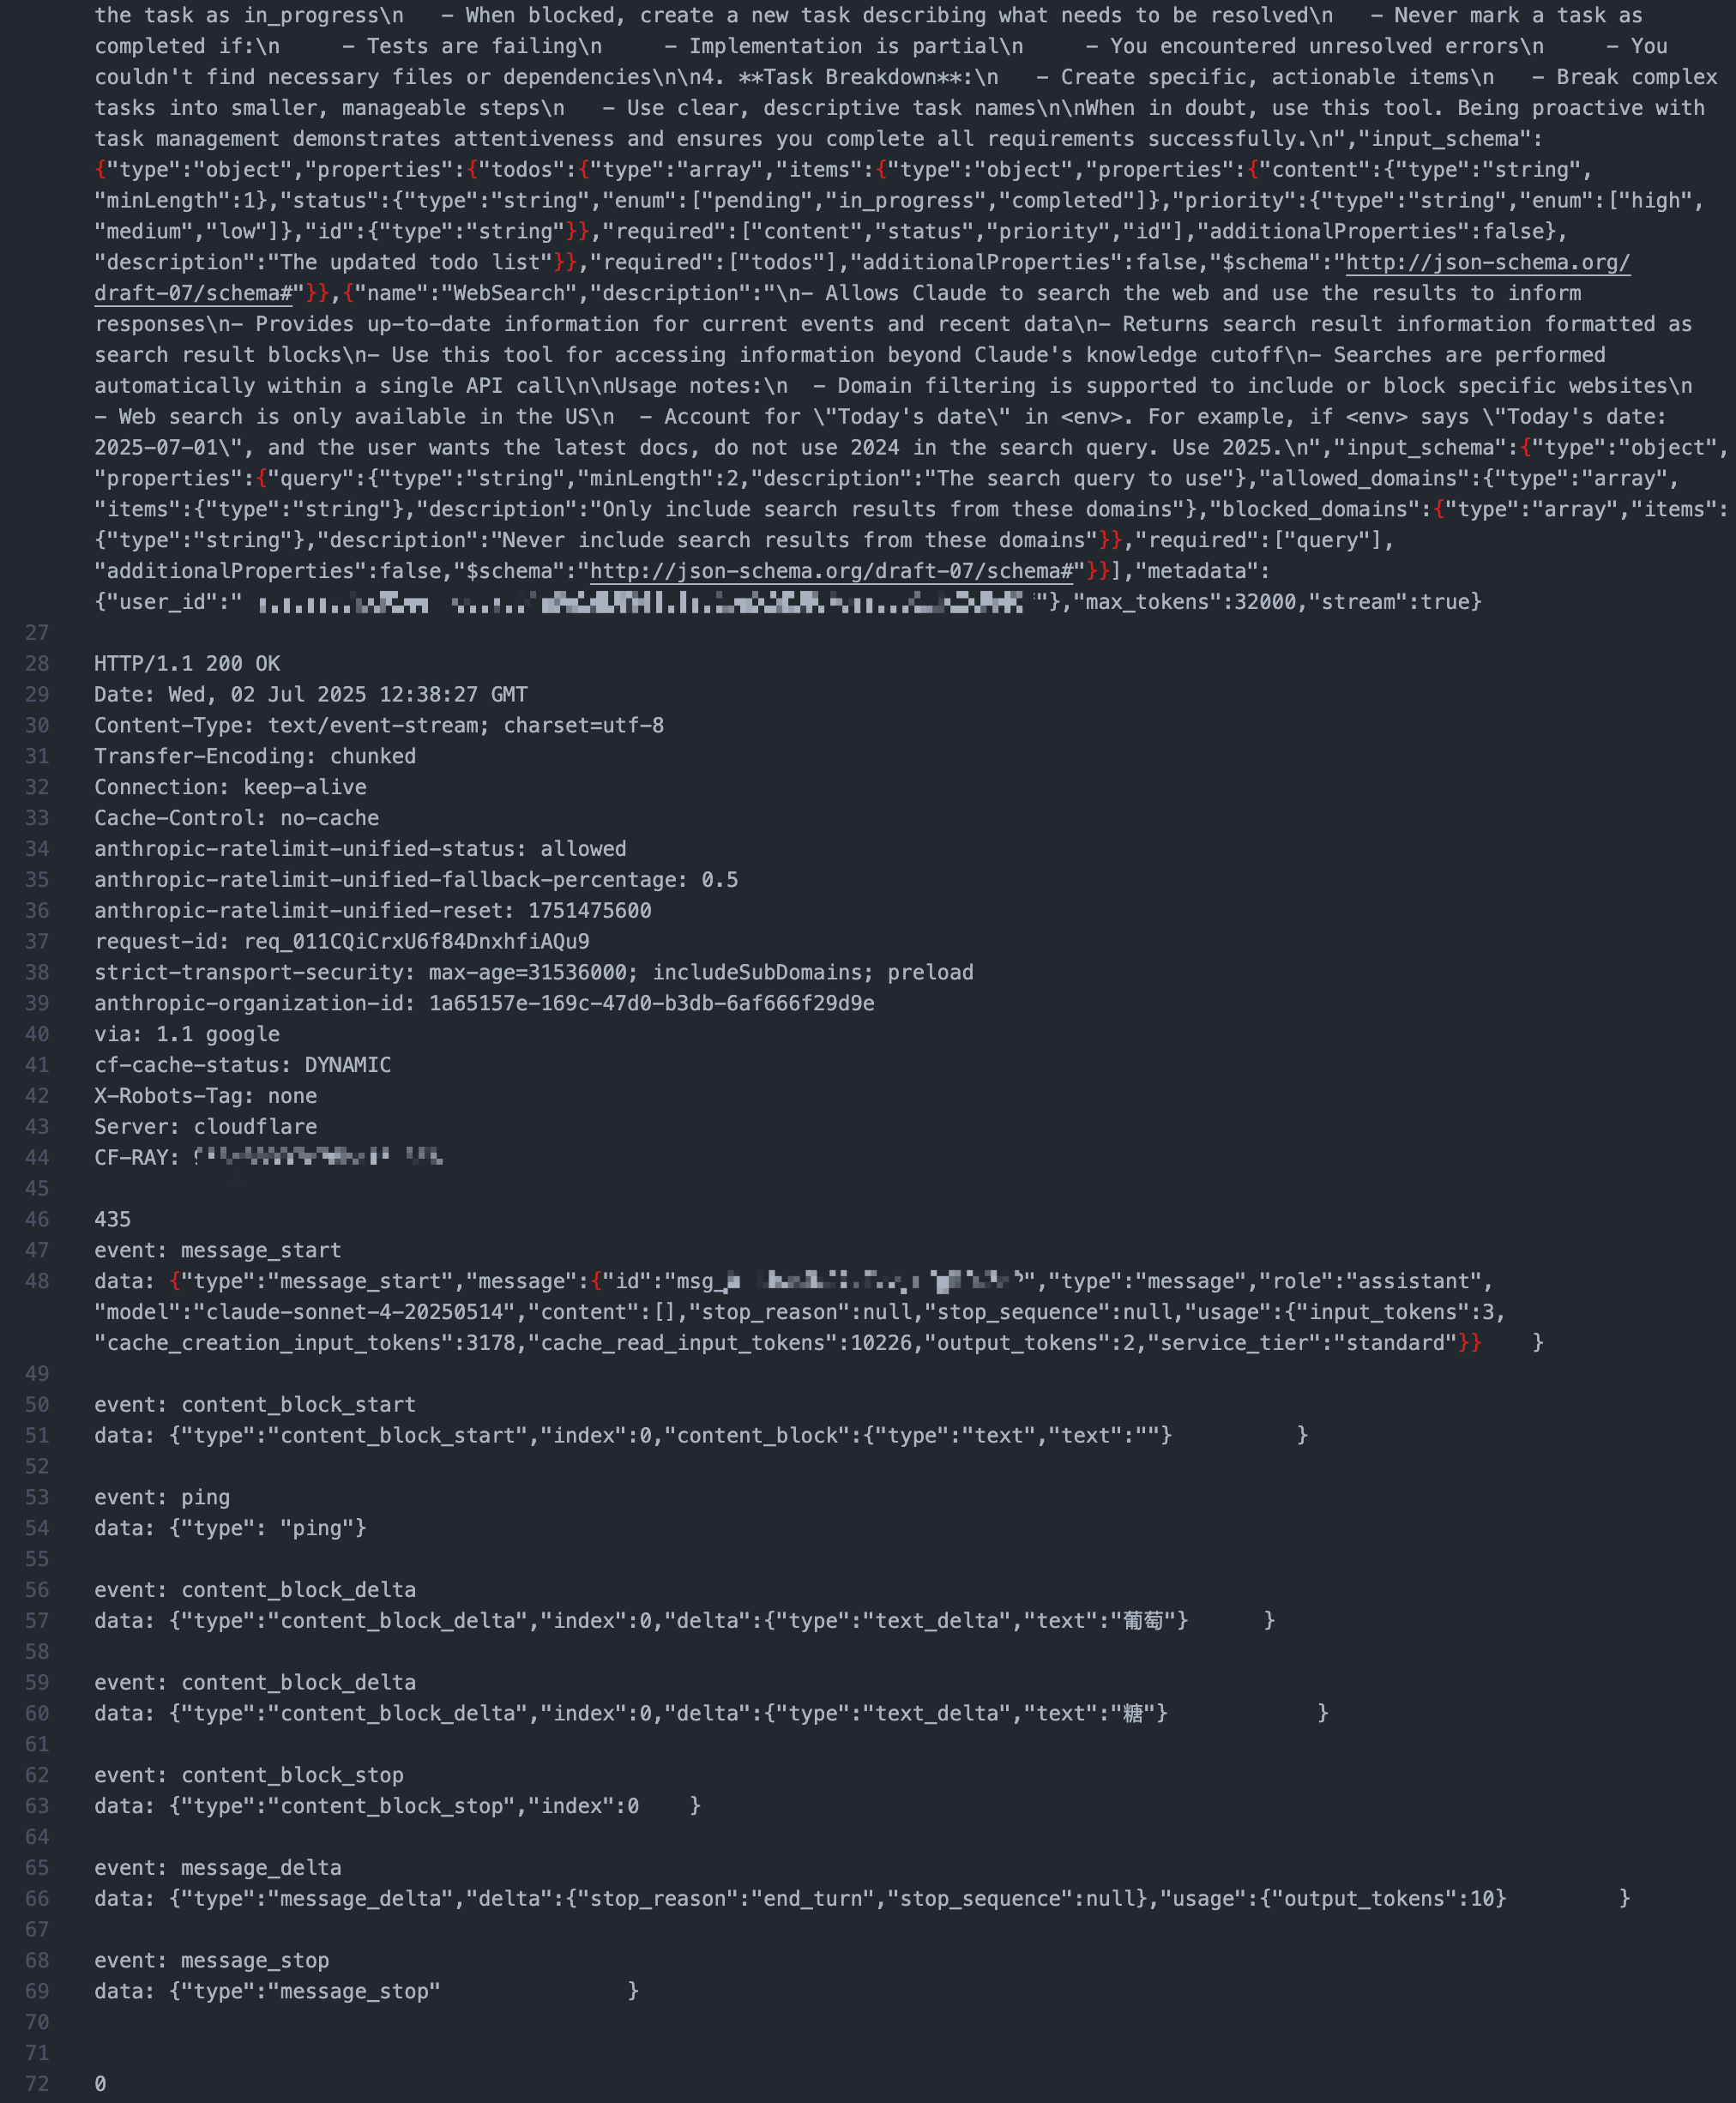 the task as in_progress\n   - When blocked, create a new task describing what needs to be resolved\n   - Never mark a task as
completed if:\n     - Tests are failing\n     - Implementation is partial\n     - You encountered unresolved errors\n     - You
couldn't find necessary files or dependencies\n\n4. **Task Breakdown**:\n   - Create specific, actionable items\n   - Break complex
tasks into smaller, manageable steps\n   - Use clear, descriptive task names\n\nWhen in doubt, use this tool. Being proactive with
task management demonstrates attentiveness and ensures you complete all requirements successfully.\n","input_schema":
{"type":"object","properties":{"todos":{"type":"array","items":{"type":"object","properties":{"content":{"type":"string",
"minLength":1},"status":{"type":"string","enum":["pending","in_progress","completed"]},"priority":{"type":"string","enum":["high",
"medium","low"]},"id":{"type":"string"}},"required":["content","status","priority","id"],"additionalProperties":false},
"description":"The updated todo list"}},"required":["todos"],"additionalProperties":false,"$schema":"http://json-schema.org/
draft-07/schema#"}},{"name":"WebSearch","description":"\n- Allows Claude to search the web and use the results to inform
responses\n- Provides up-to-date information for current events and recent data\n- Returns search result information formatted as
search result blocks\n- Use this tool for accessing information beyond Claude's knowledge cutoff\n- Searches are performed
automatically within a single API call\n\nUsage notes:\n  - Domain filtering is supported to include or block specific websites\n
- Web search is only available in the US\n  - Account for \"Today's date\" in <env>. For example, if <env> says \"Today's date:
2025-07-01\", and the user wants the latest docs, do not use 2024 in the search query. Use 2025.\n","input_schema":{"type":"object",
"properties":{"query":{"type":"string","minLength":2,"description":"The search query to use"},"allowed_domains":{"type":"array",
"items":{"type":"string"},"description":"Only include search results from these domains"},"blocked_domains":{"type":"array","items":
{"type":"string"},"description":"Never include search results from these domains"}},"required":["query"],
"additionalProperties":false,"$schema":"http://json-schema.org/draft-07/schema#"}}],"metadata":
{"user_id":" "},"max_tokens":32000,"stream":true}
27
28 HTTP/1.1 200 OK
29 Date: Wed, 02 Jul 2025 12:38:27 GMT
30 Content-Type: text/event-stream; charset=utf-8
31 Transfer-Encoding: chunked
32 Connection: keep-alive
33 Cache-Control: no-cache
34 anthropic-ratelimit-unified-status: allowed
35 anthropic-ratelimit-unified-fallback-percentage: 0.5
36 anthropic-ratelimit-unified-reset: 1751475600
37 request-id: req_011CQiCrxU6f84DnxhfiAQu9
38 strict-transport-security: max-age=31536000; includeSubDomains; preload
39 anthropic-organization-id: 1a65157e-169c-47d0-b3db-6af666f29d9e
40 via: 1.1 google
41 cf-cache-status: DYNAMIC
42 X-Robots-Tag: none
43 Server: cloudflare
44 CF-RAY:
45
46 435
47 event: message_start
48 data: {"type":"message_start","message":{"id":"msg_ ","type":"message","role":"assistant",
"model":"claude-sonnet-4-20250514","content":[],"stop_reason":null,"stop_sequence":null,"usage":{"input_tokens":3,
"cache_creation_input_tokens":3178,"cache_read_input_tokens":10226,"output_tokens":2,"service_tier":"standard"}}    }
49
50 event: content_block_start
51 data: {"type":"content_block_start","index":0,"content_block":{"type":"text","text":""}          }
52
53 event: ping
54 data: {"type": "ping"}
55
56 event: content_block_delta
57 data: {"type":"content_block_delta","index":0,"delta":{"type":"text_delta","text":"葡萄"}      }
58
59 event: content_block_delta
60 data: {"type":"content_block_delta","index":0,"delta":{"type":"text_delta","text":"糖"}            }
61
62 event: content_block_stop
63 data: {"type":"content_block_stop","index":0    }
64
65 event: message_delta
66 data: {"type":"message_delta","delta":{"stop_reason":"end_turn","stop_sequence":null},"usage":{"output_tokens":10}         }
67
68 event: message_stop
69 data: {"type":"message_stop"               }
70
71
72 0